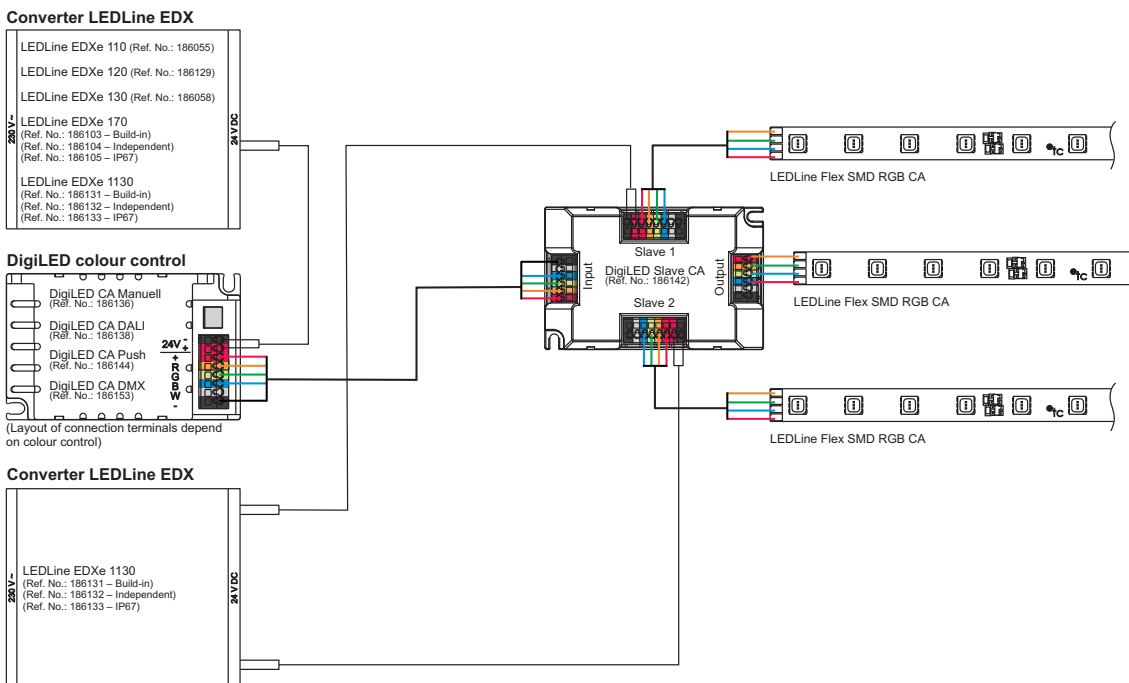 Converter LEDLine EDX
LEDLine EDXe 110 (Ref. No.: 186055)
LEDLine EDXe 120 (Ref. No.: 186129)
LEDLine EDXe 130 (Ref. No.: 186058)
LEDLine EDXe 170
(Ref. No.: 186103 – Build-in)
(Ref. No.: 186104 – Independent)
(Ref. No.: 186105 – IP67)
LEDLine EDXe 1130
(Ref. No.: 186131 – Build-in)
(Ref. No.: 186132 – Independent)
(Ref. No.: 186133 – IP67)
230 V ~
24 V DC
DigiLED colour control
DigiLED CA Manuell
(Ref. No.: 186136)
DigiLED CA DALI
(Ref. No.: 186138)
DigiLED CA Push
(Ref. No.: 186144)
DigiLED CA DMX
(Ref. No.: 186153)
24V -
+
+
R
G
B
W
-
(Layout of connection terminals depend
on colour control)
Converter LEDLine EDX
LEDLine EDXe 1130
(Ref. No.: 186131 – Build-in)
(Ref. No.: 186132 – Independent)
(Ref. No.: 186133 – IP67)
230 V ~
24 V DC
Slave 1
Input
DigiLED Slave CA
(Ref. No.: 186142)
Output
Slave 2
tc
LEDLine Flex SMD RGB CA
tc
LEDLine Flex SMD RGB CA
tc
LEDLine Flex SMD RGB CA